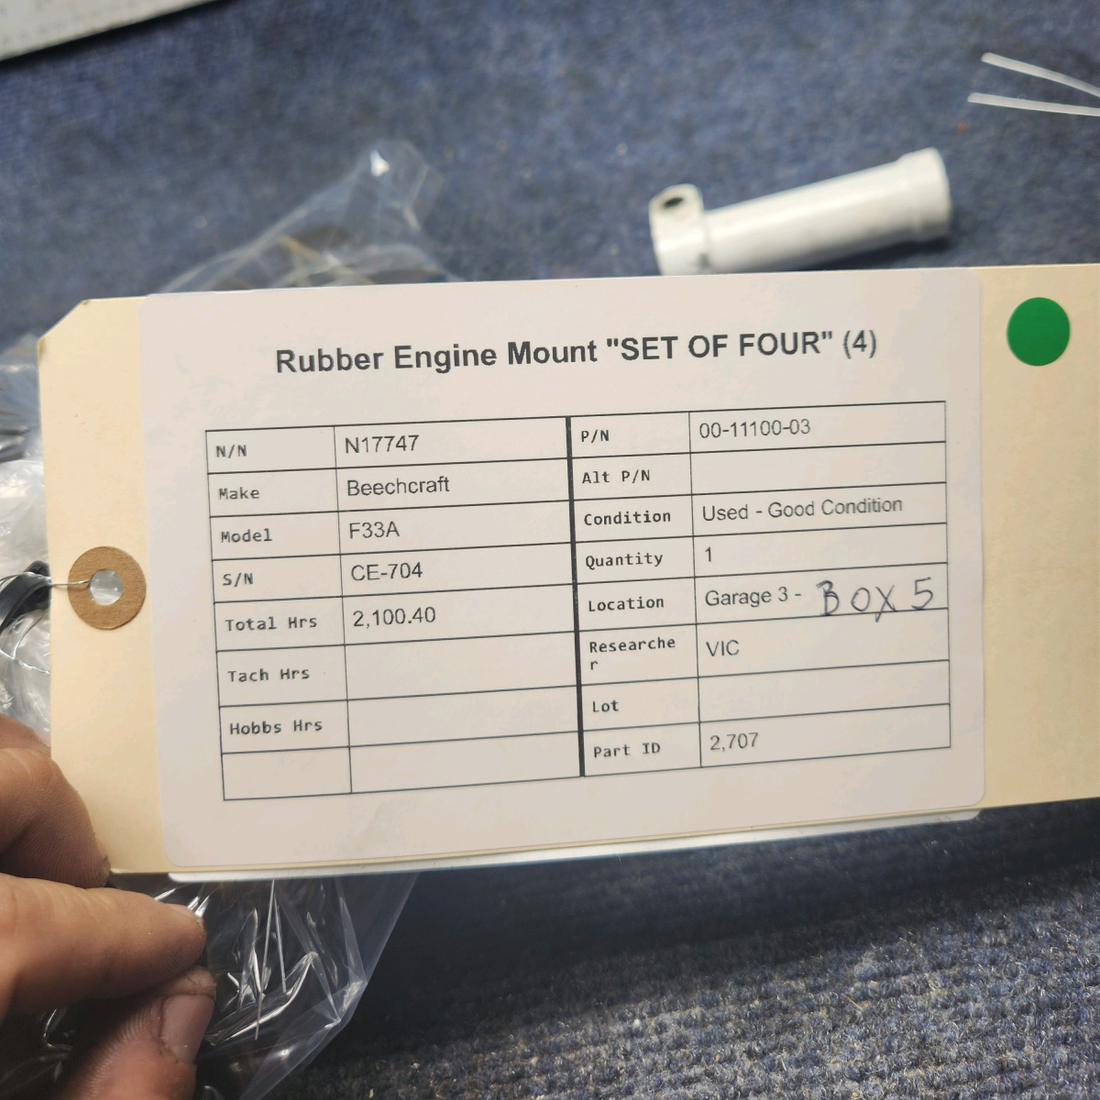 Rubber Engine Mount "SET OF FOUR" (4)
N/N N17747 P/N 00-11100-03
Make Beechcraft Alt P/N
Model F33A Condition Used - Good Condition
S/N CE-704 Quantity 1
Total Hrs 2,100.40 Location Garage 3 - BOX 5
Tach Hrs Researche
r VIC
Hobbs Hrs Lot
Part ID 2,707